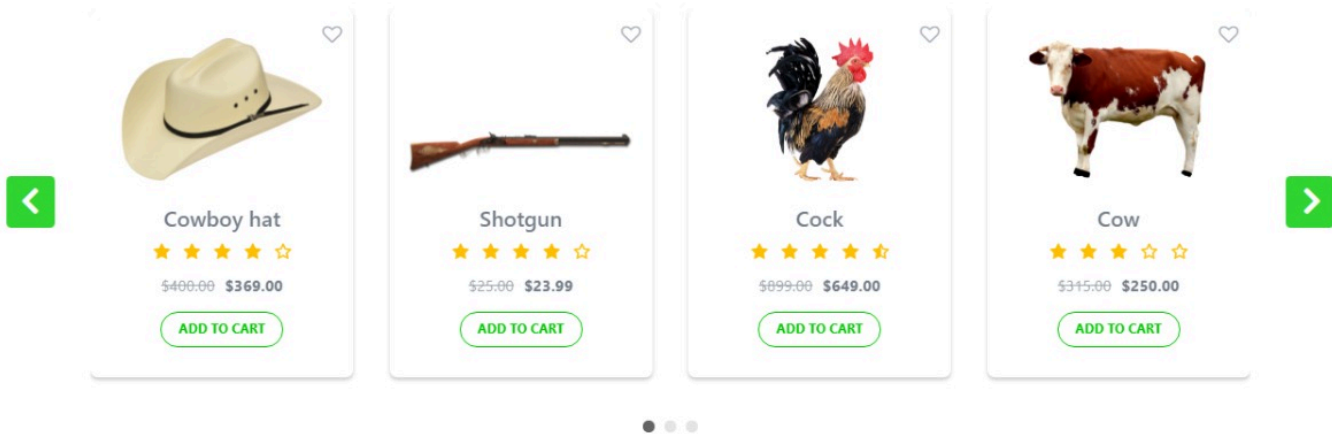 Cowboy hat
$400.00 $369.00
ADD TO CART
Shotgun
$25.00 $23.99
ADD TO CART
Cock
$899.00 $649.00
ADD TO CART
Cow
$315.00 $250.00
ADD TO CART